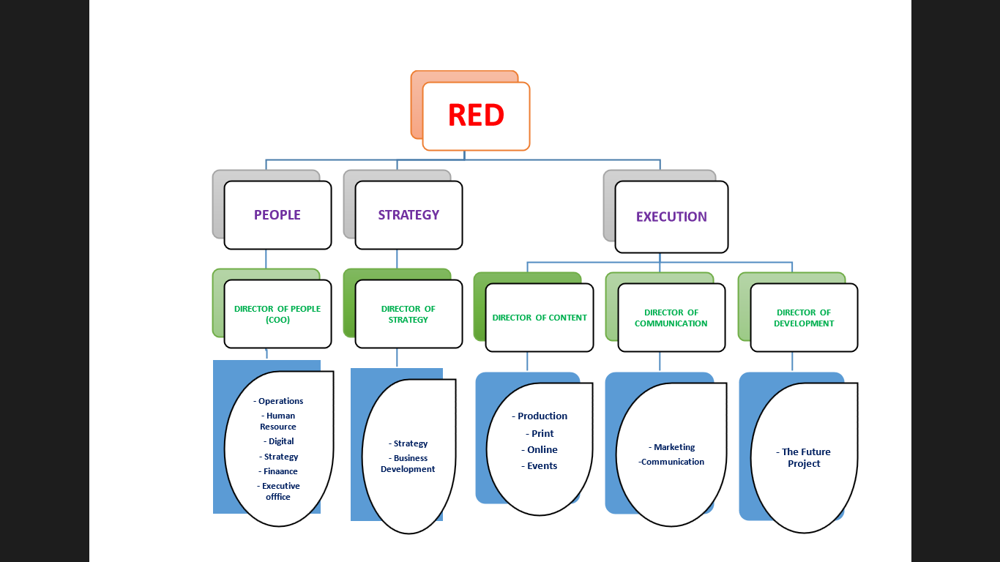 RED
PEOPLE
STRATEGY
EXECUTION
DIRECTOR OF PEOPLE
(COO)
DIRECTOR OF
STRATEGY
DIRECTOR OF CONTENT
DIRECTOR OF
COMMUNICATION
DIRECTOR OF
DEVELOPMENT
- Operations
- Human
Resource
- Digital
- Strategy
- Finaance
- Executive
offfice
- Strategy
- Business
Development
- Production
- Print
- Online
- Events
- Marketing
-Communication
- The Future
Project